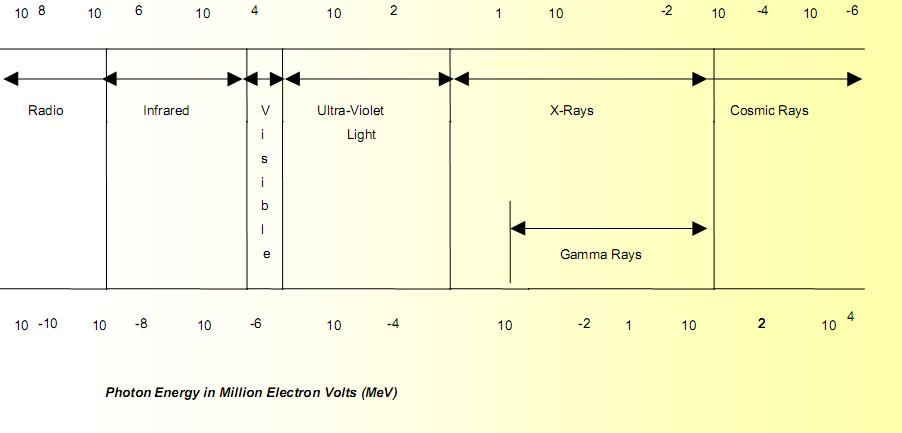 10 8 10 6 10 4 10 2 1 10 -2 10 -4 10 -6
Radio Infrared V Ultra-Violet X-Rays Cosmic Rays
i Light
s
i
b
l
e Gamma Rays
10 -10 10 -8 10 -6 10 -4 10 -2 1 10 2 10 4
Photon Energy in Million Electron Volts (MeV)